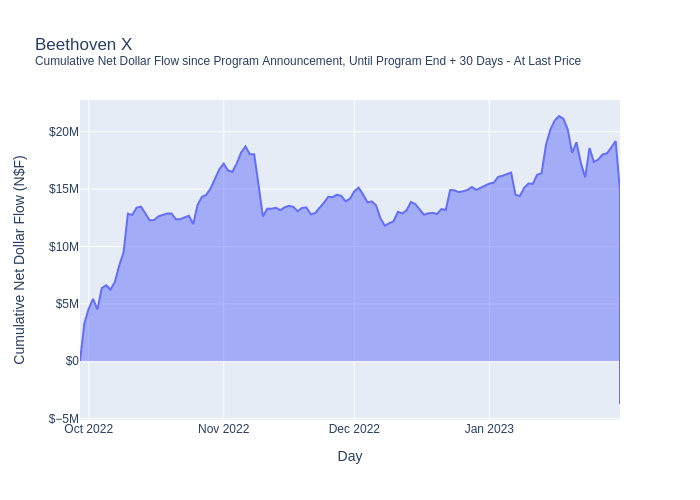 Beethoven X
Cumulative Net Dollar Flow since Program Announcement, Until Program End + 30 Days - At Last Price
$20M
$15M
$10M
$5M
$0
$−5M
Cumulative Net Dollar Flow (N$F)
Oct 2022
Nov 2022
Dec 2022
Jan 2023
Day